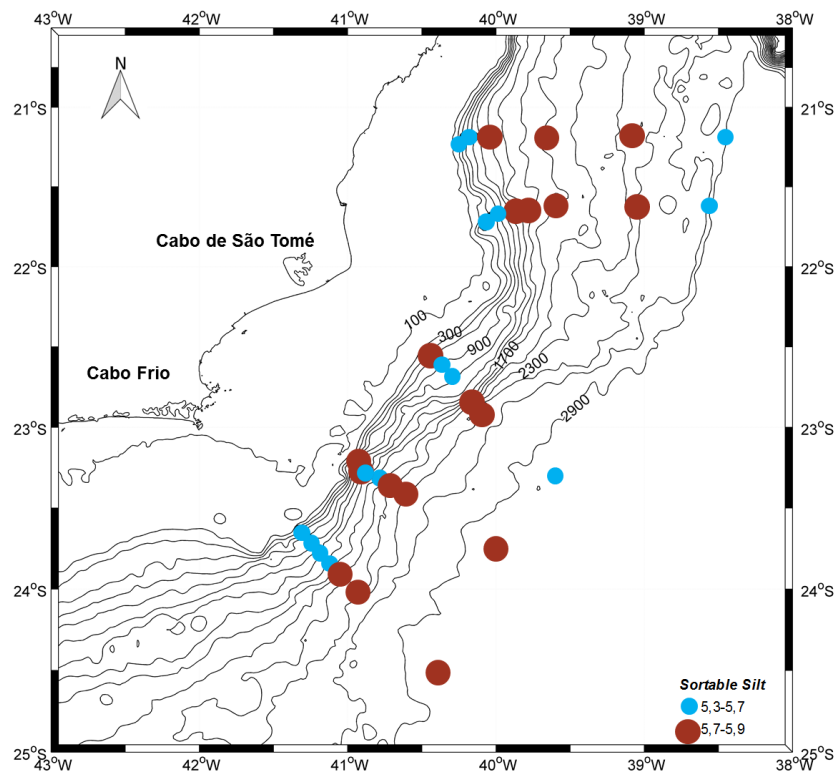 43°W 42°W 41°W 40°W 39°W 38°W
N
21°S 21°S
Cabo de São Tomé
22°S 22°S
100
300
900
1700
2300
Cabo Frio
2900
23°S 23°S
24°S 24°S
Sortable Silt
5,3-5,7
5,7-5,9
25°S 25°S
43°W 42°W 41°W 40°W 39°W 38°W